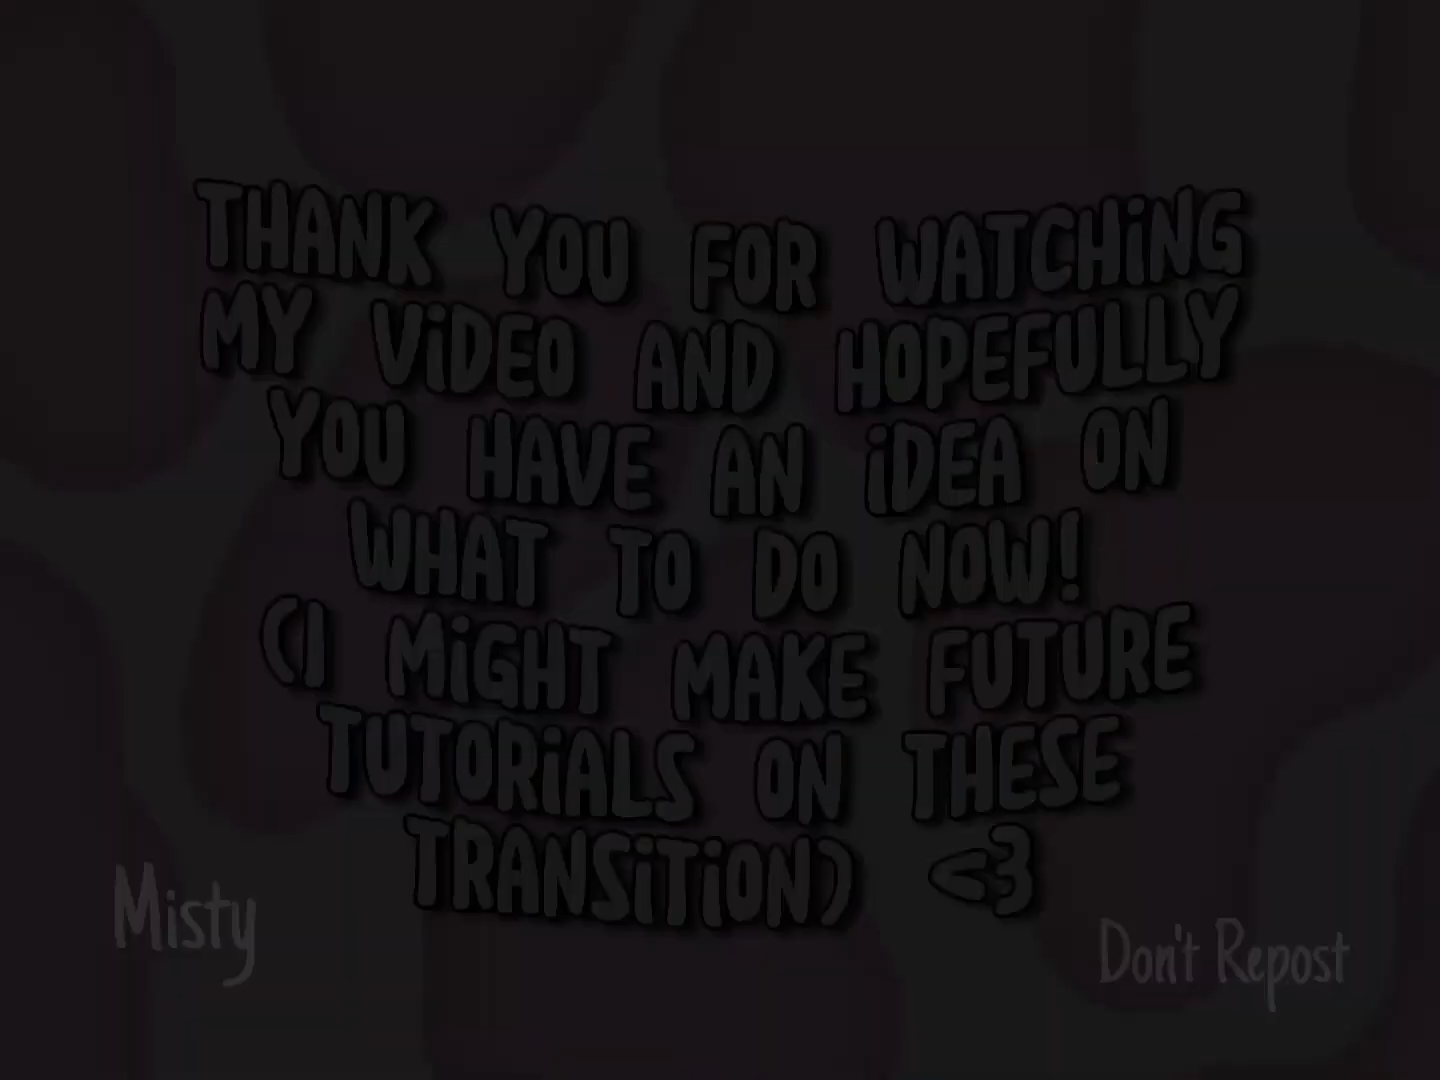 THANK YOU FOR WATCHiNG
MY ViDEO AND HOPEFULLY
YOU HAVE AN iDEA ON
WHAT TO DO NOW!
(I MiGHT MAKE FUTURE
TUTORiALS ON THESE
TRANSiTiON) <3
Misty
Don't Repost